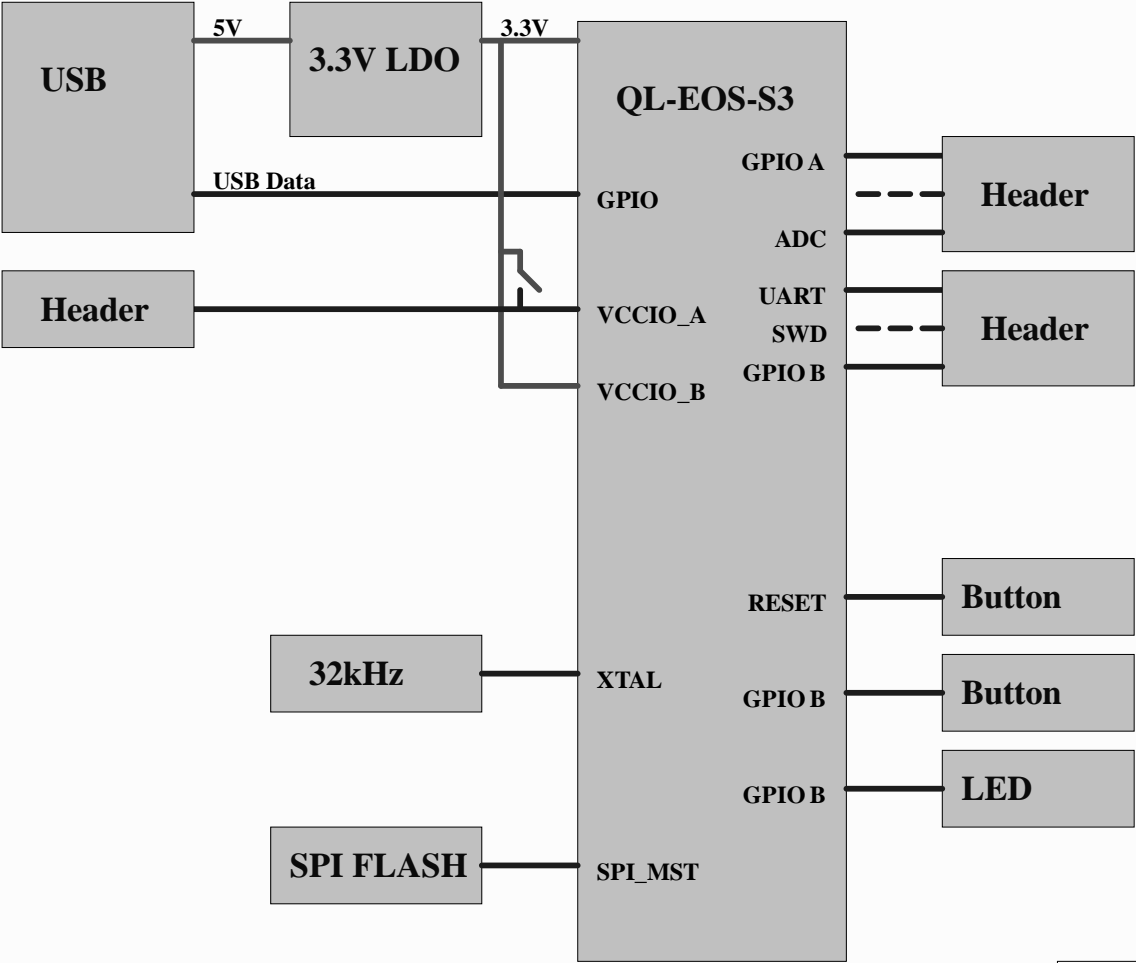 5V
3.3V
USB
3.3V LDO
QL-EOS-S3
USB Data
GPIO
GPIO A
Header
ADC
Header
VCCIO_A
UART
SWD
GPIO B
Header
VCCIO_B
RESET
Button
32kHz
XTAL
GPIO B
Button
GPIO B
LED
SPI FLASH
SPI_MST